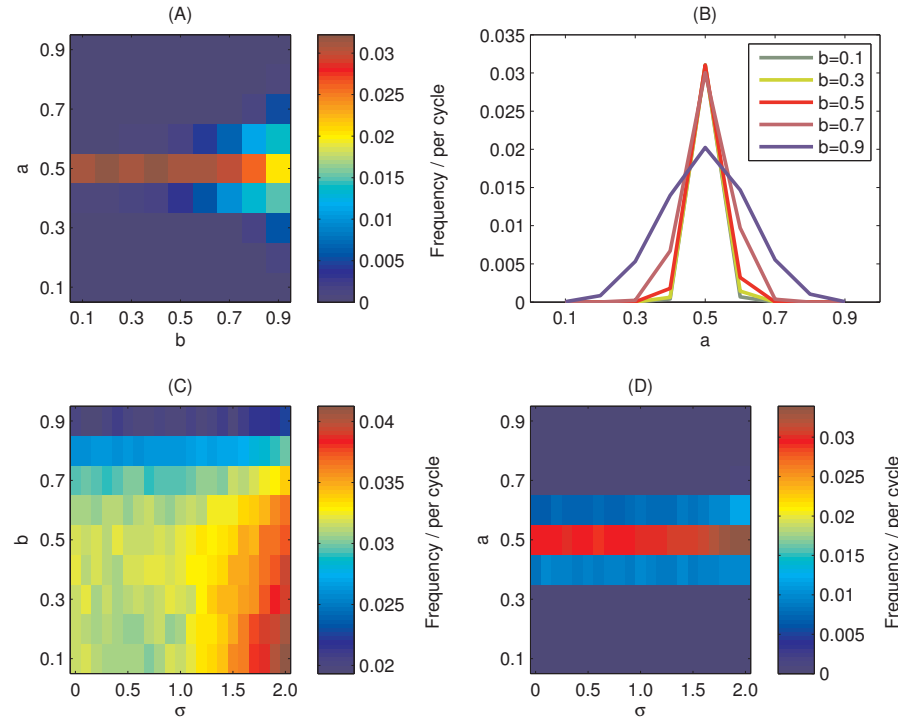 (A)
0.9
0.7
0.5
0.3
0.1
a
0.1 0.3 0.5 0.7 0.9
b
0.03
0.025
0.02
0.015
0.01
0.005
0
Frequency / per cycle
(B)
0.035
0.03
0.025
0.02
0.015
0.01
0.005
0
0.1 0.3 0.5 0.7 0.9
a
b=0.1
b=0.3
b=0.5
b=0.7
b=0.9
(C)
0.9
0.7
0.5
0.3
0.1
b
0 0.5 1.0 1.5 2.0
σ
0.04
0.035
0.03
0.025
0.02
Frequency / per cycle
(D)
0.9
0.7
0.5
0.3
0.1
a
0 0.5 1.0 1.5 2.0
σ
0.03
0.025
0.02
0.015
0.01
0.005
0
Frequency / per cycle